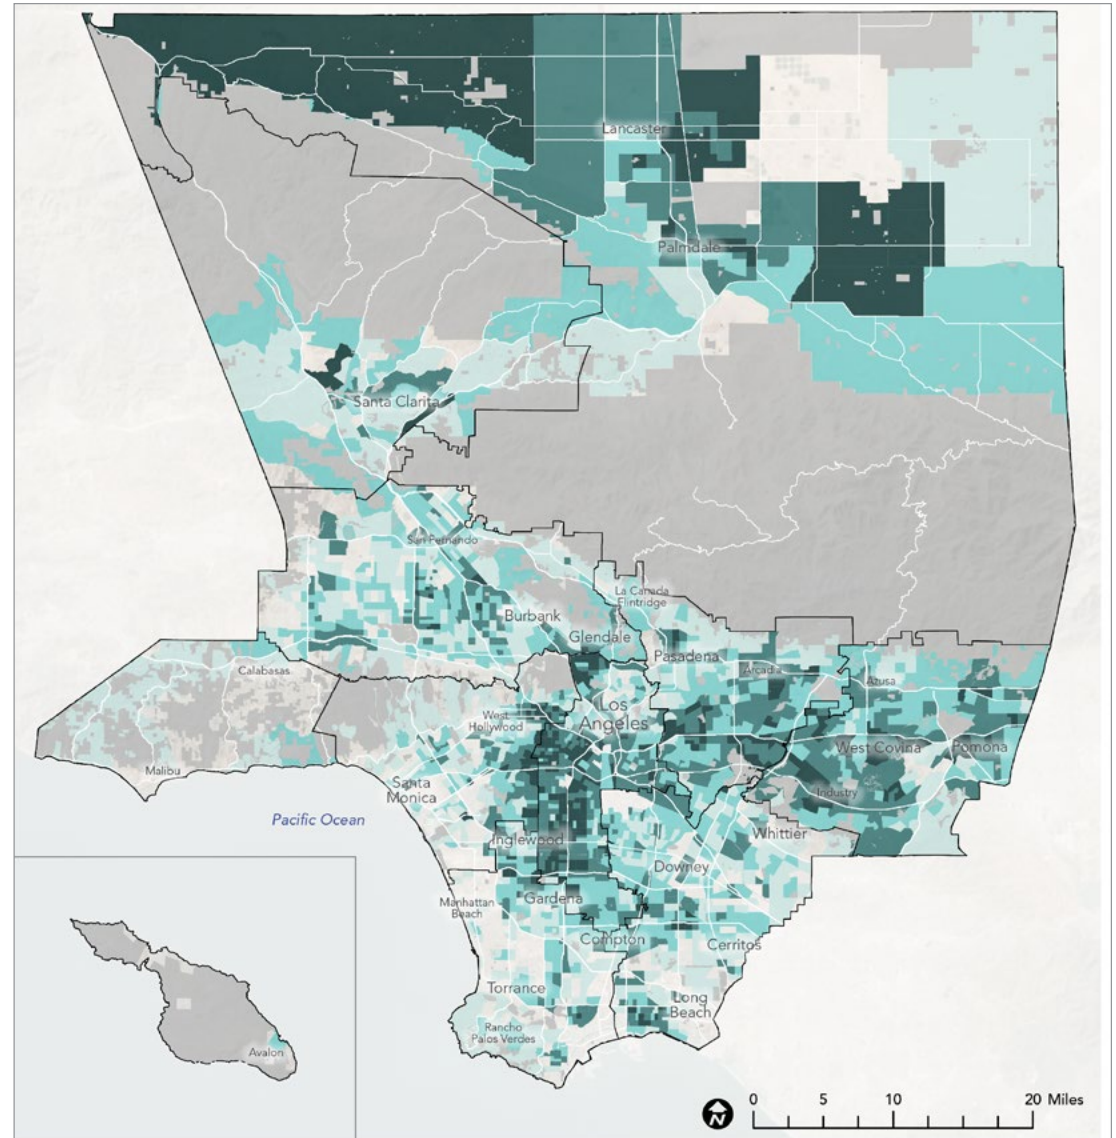 Lancaster
Palmdale
Santa Clarita
San Fernando
La Canada
Flintridge
Burbank
Glendale
Pasadena
Arcadia
Azusa
Calabasas
West
Hollywood
Los
Angeles
West Covina
Pomona
Malibu
Santa
Monica
Industry
Pacific Ocean
Inglewood
Whittier
Downey
Manhattan
Beach
Gardena
Compton
Cerritos
Torrance
Long
Beach
Rancho
Palos Verdes
Avalon
N
0 5 10 20 Miles